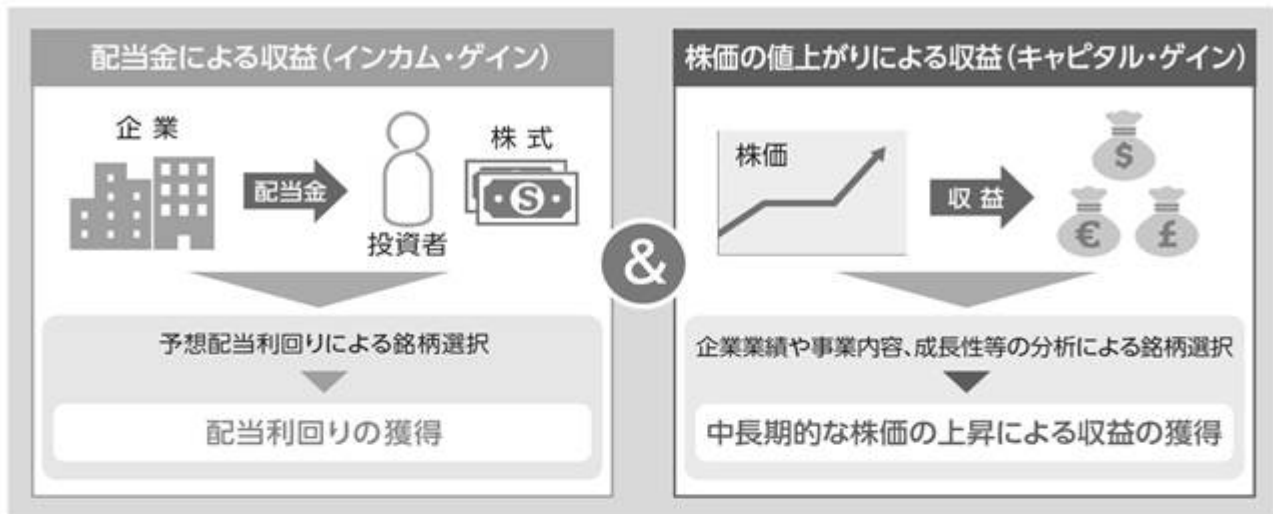 配当金による収益(インカム・ゲイン)
企業
配当金
投資者
株式
S
予想配当利回りによる銘柄選択
配当利回りの獲得
&
株価の値上がりによる収益(キャピタル・ゲイン)
株価
収益
$
€
£
企業業績や事業内容、成長性等の分析による銘柄選択
中長期的な株価の上昇による収益の獲得